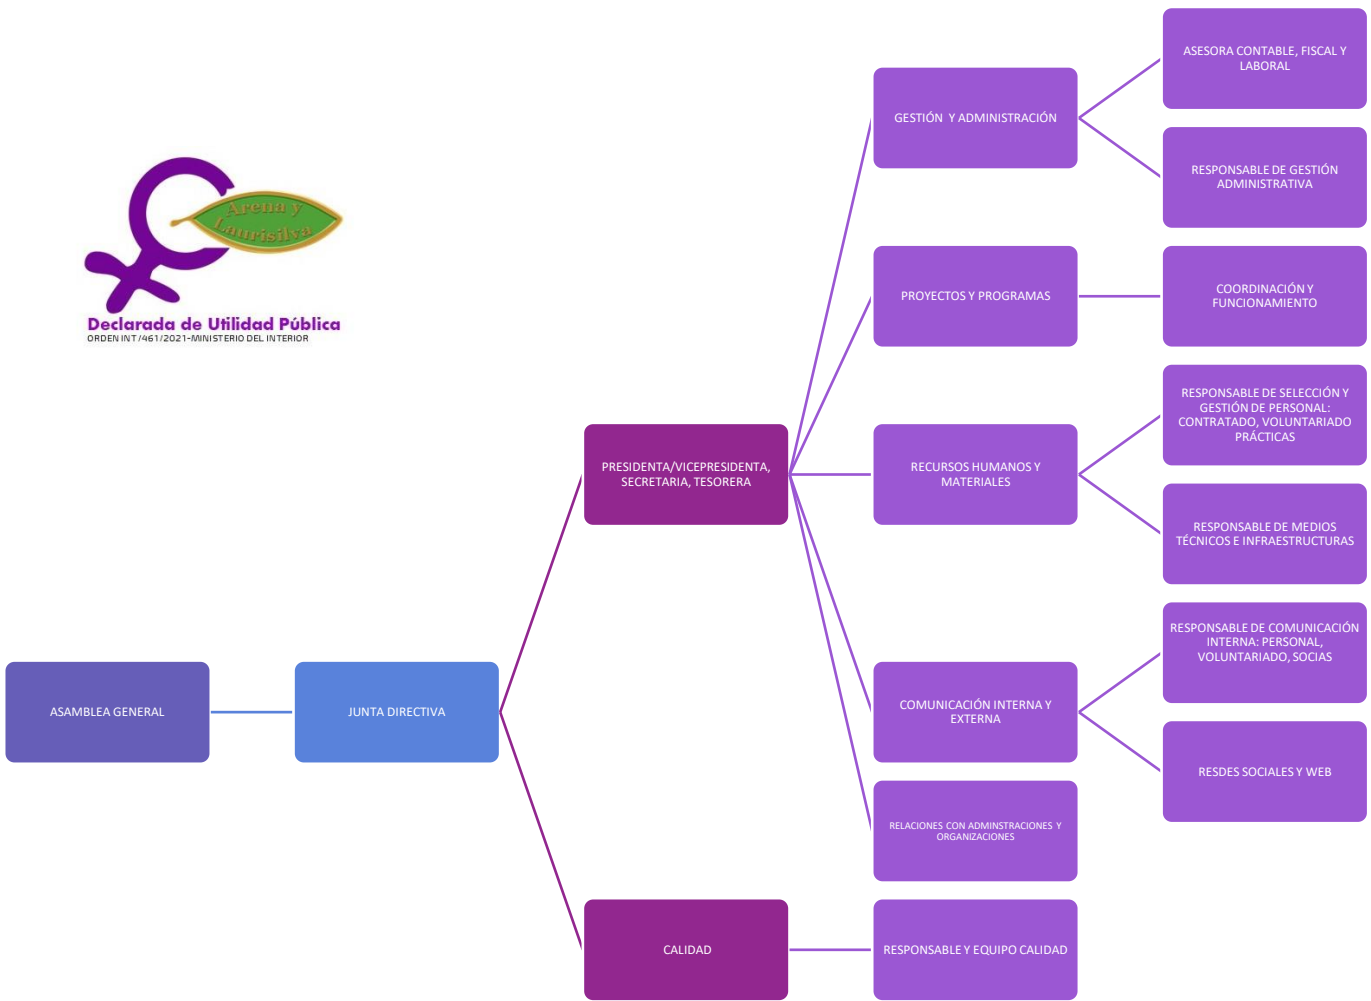 ASESORA CONTABLE, FISCAL Y
LABORAL
GESTIÓN Y ADMINISTRACIÓN
RESPONSABLE DE GESTIÓN
ADMINISTRATIVA
Arena y
Laurisilva
Declarada de Utilidad Pública
ORDEN INT/461/2021-MINISTERIO DEL INTERIOR
PROYECTOS Y PROGRAMAS
COORDINACIÓN Y
FUNCIONAMIENTO
RESPONSABLE DE SELECCIÓN Y
GESTIÓN DE PERSONAL:
CONTRATADO, VOLUNTARIADO
PRÁCTICAS
PRESIDENTA/VICEPRESIDENTA,
SECRETARIA, TESORERA
RECURSOS HUMANOS Y
MATERIALES
RESPONSABLE DE MEDIOS
TÉCNICOS E INFRAESTRUCTURAS
RESPONSABLE DE COMUNICACIÓN
INTERNA: PERSONAL,
VOLUNTARIADO, SOCIAS
ASAMBLEA GENERAL
JUNTA DIRECTIVA
COMUNICACIÓN INTERNA Y
EXTERNA
RESDES SOCIALES Y WEB
RELACIONES CON ADMINSTRACIONES Y
ORGANIZACIONES
CALIDAD
RESPONSABLE Y EQUIPO CALIDAD